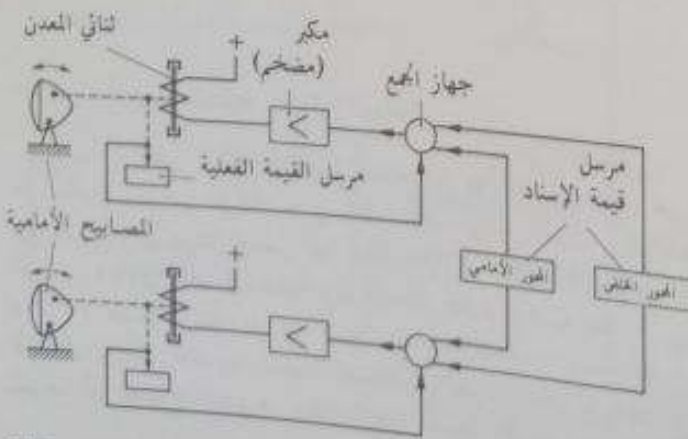 ثنائي المعدن
+
مكبر
(مضخم)
جهاز الجمع
>
مرسل
قيمة الإسناد
مرسل القيمة الفعلية
المصابيح الأمامية
+
المحور الأمامي
المحور الخلفي
>